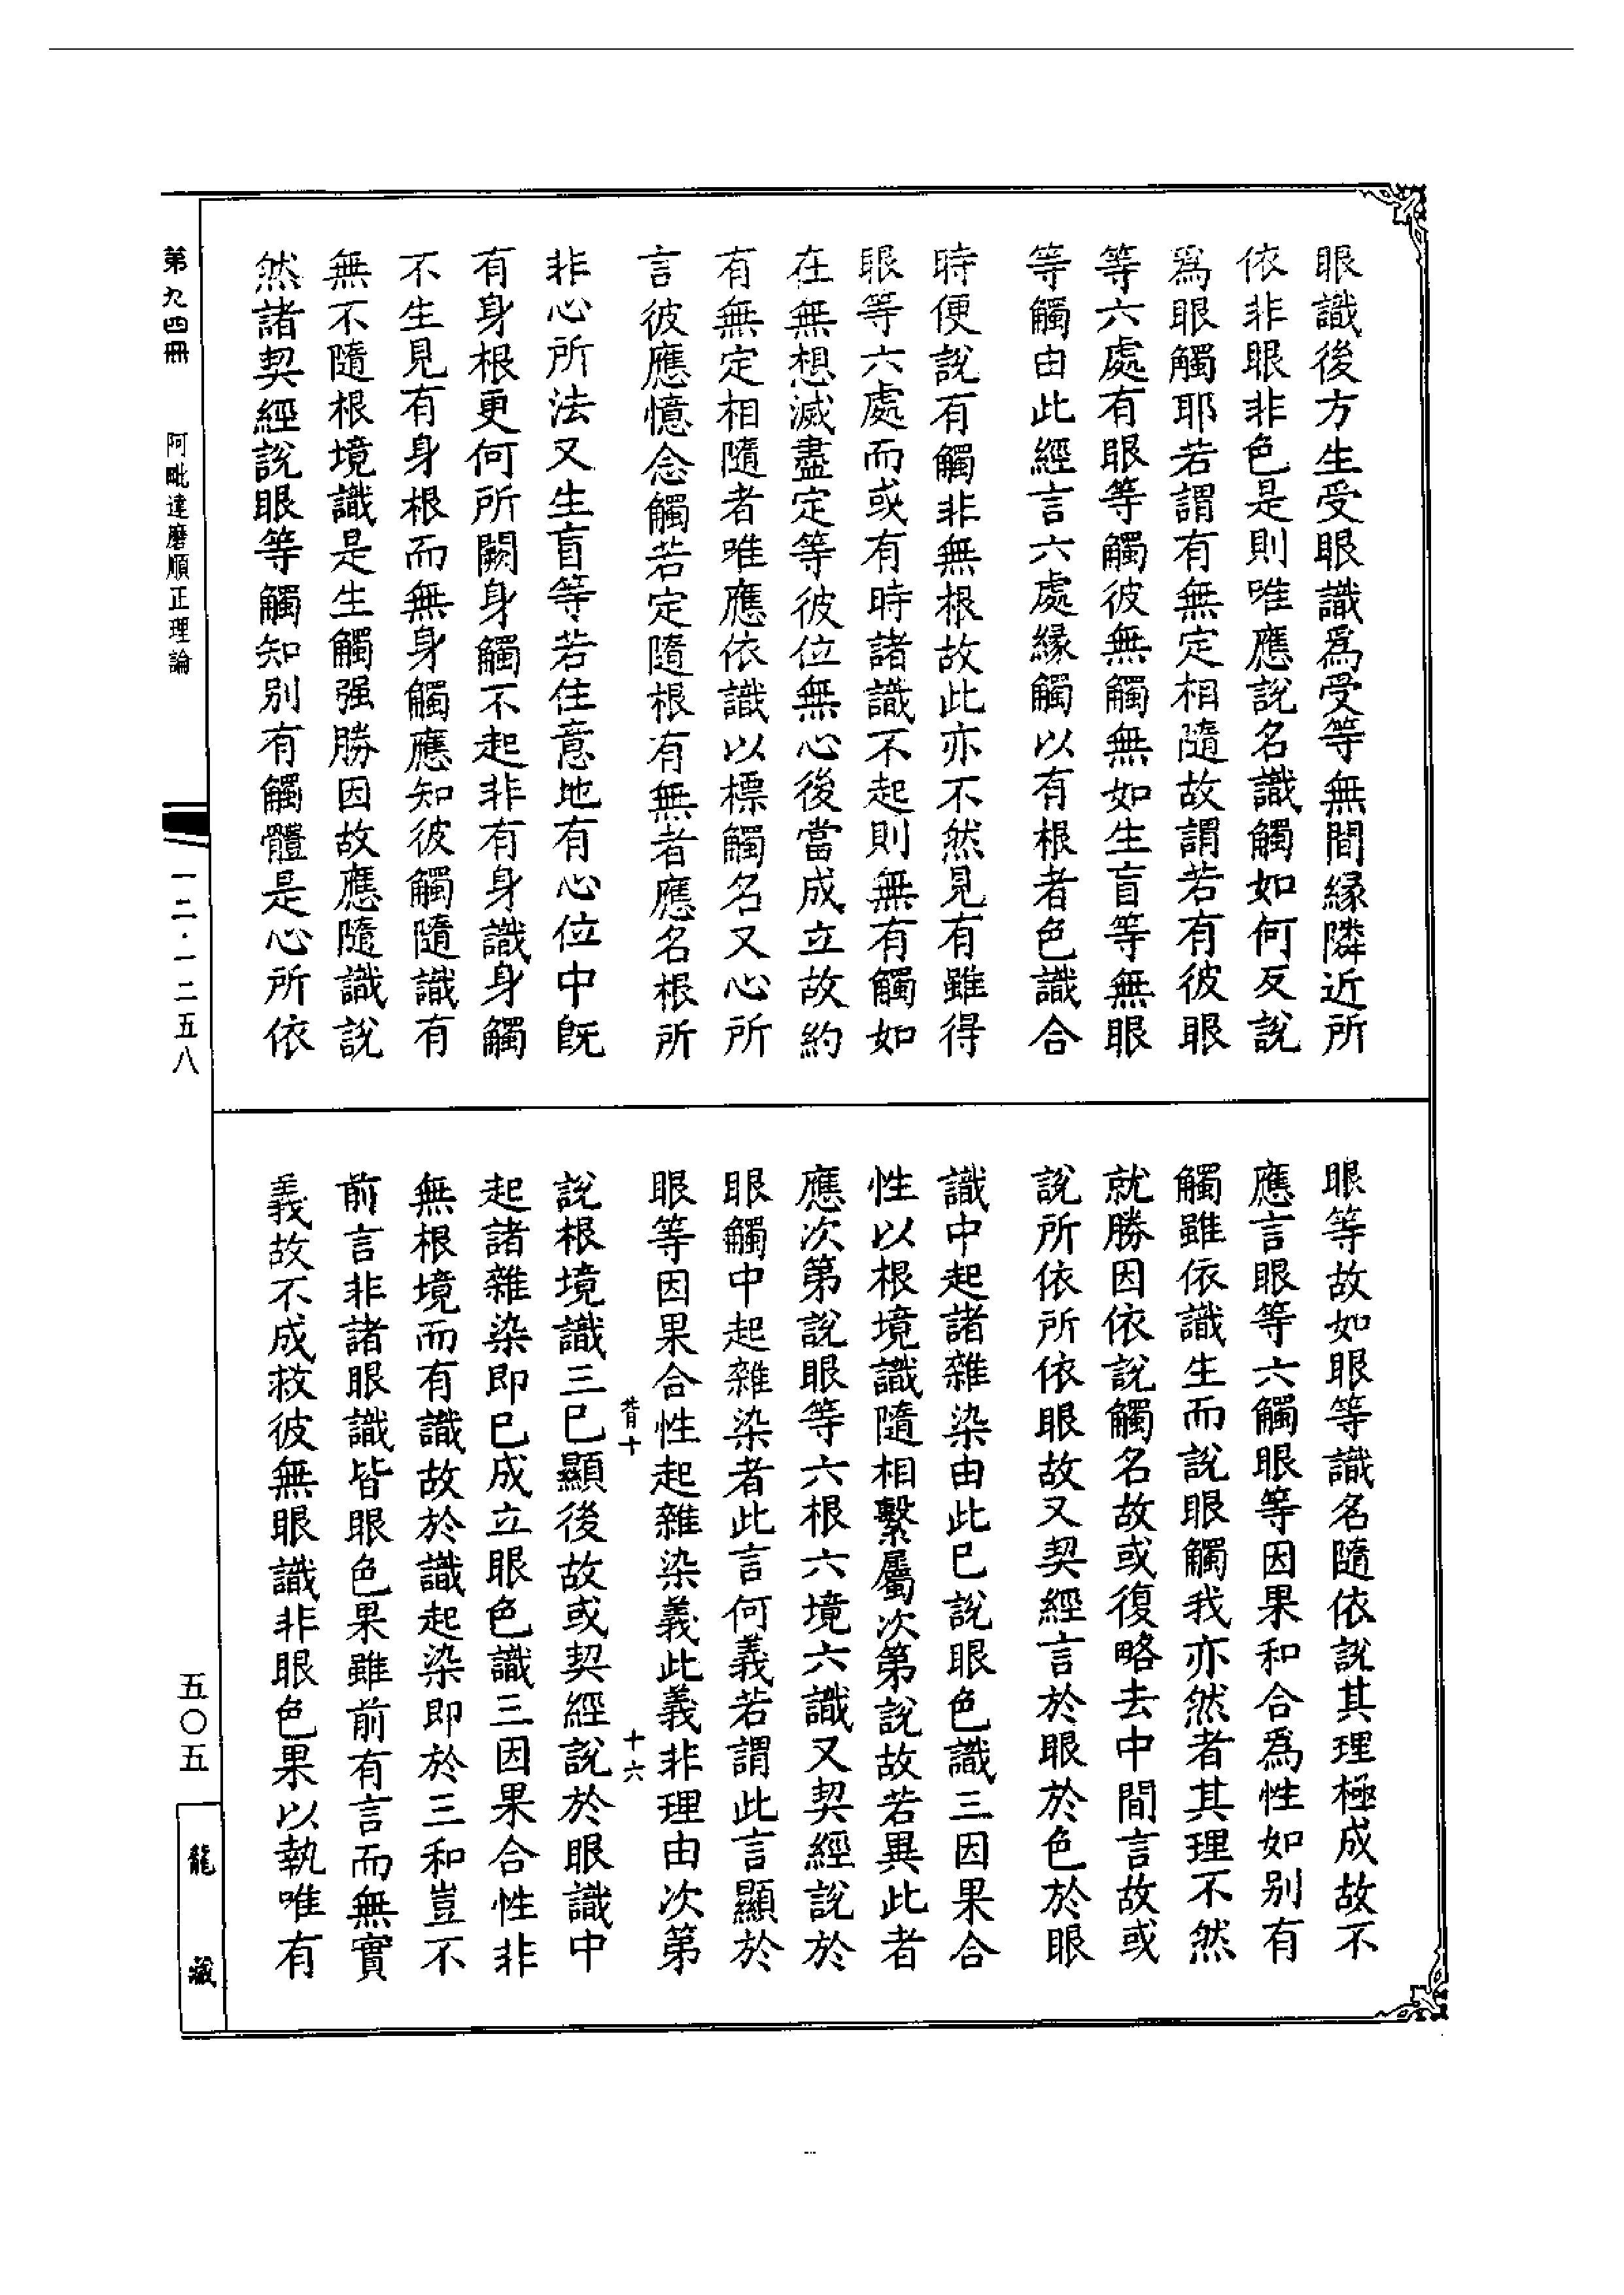 眼識後方生受眼識爲受等無間緣隣近所
依非眼非色是則唯應說名識觸如何反說
爲眼觸耶若謂有無定相隨故謂若有彼眼
等六處有眼等觸彼無觸無如生盲等無眼
等觸由此經言六處緣觸以有根者色識合
時便說有觸非無根故此亦不然見有雖得
眼等六處而或有時諸識不起則無有觸如
在無想滅盡定等彼位無心後當成立故約
有無定相隨者唯應依識以標觸名又心所
言彼應憶念觸若定隨根有無者應名根所
非心所法又生盲等若住意地有心位中旣
有身根更何所闕身觸不起非有身識身觸
不生見有身根而無身觸應知彼觸隨識有
無不隨根境識是生觸强勝因故應隨識說
然諸契經說眼等觸知別有觸體是心所依
眼等故如眼等識名隨依說其理極成故不
應言眼等六觸眼等因果和合爲性如別有
觸雖依識生而說眼觸我亦然者其理不然
就勝因依說觸名故或復略去中間言故或
說所依所依眼故又契經言於眼於色於眼
識中起諸雜染由此已說眼色識三因果合
性以根境識隨相繫屬次第說故若異此者
應次第說眼等六根六境六識又契經說於
眼觸中起雜染者此言何義若謂此言顯於
眼等因果合性起雜染義此義非理由次第
背十
十六
說根境識三已顯後故或契經說於眼識中
起諸雜染即已成立眼色識三因果合性非
無根境而有識故於識起染即於三和豈不
前言非諸眼識皆眼色果雖前有言而無實
義故不成救彼無眼識非眼色果以執唯有
第九四冊
阿毗達磨順正理論
一二·一二五八
五〇五
龍藏